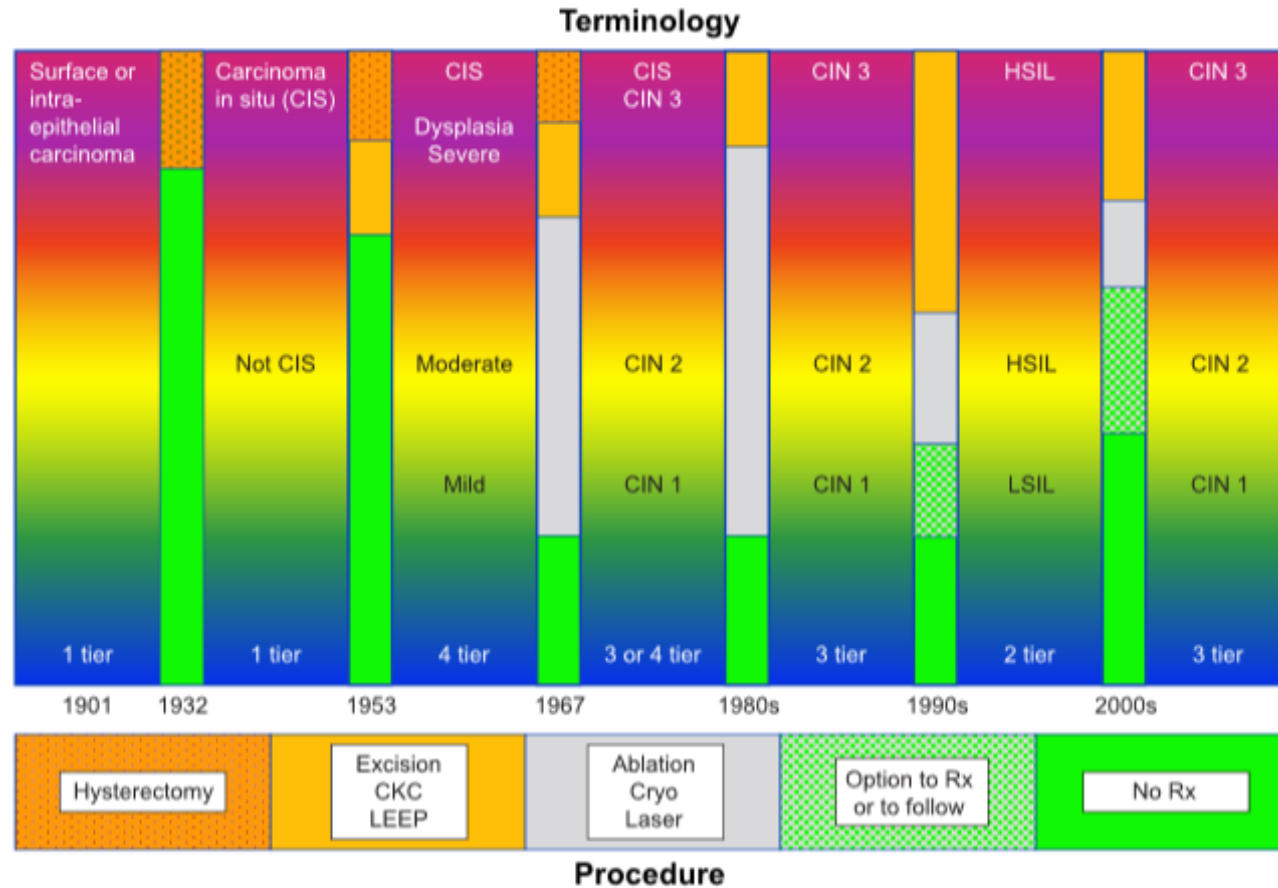 Terminology
Surface or
intra-
epithelial
carcinoma
Carcinoma
in situ (CIS)
CIS
Dysplasia
Severe
CIS
CIN 3
CIN 3
HSIL
CIN 3
Not CIS
Moderate
CIN 2
CIN 2
HSIL
CIN 2
Mild
CIN 1
CIN 1
LSIL
CIN 1
1 tier
1 tier
4 tier
3 or 4 tier
3 tier
2 tier
3 tier
1901
1932
1953
1967
1980s
1990s
2000s
Hysterectomy
Excision
CKC
LEEP
Ablation
Cryo
Laser
Option to Rx
or to follow
No Rx
Procedure